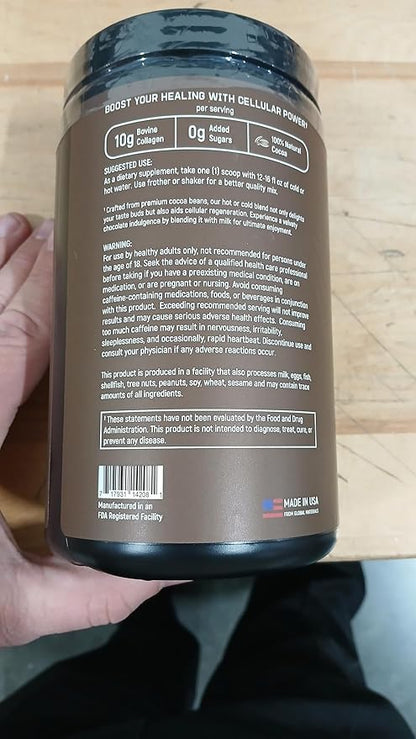 BOOST YOUR HEALING WITH CELLULAR POWER†
per serving
10g Bovine Collagen
0g Added Sugars
100% Natural Cocoa
SUGGESTED USE:
As a dietary supplement, take one (1) scoop with 12-16 fl oz of cold or
hot water. Use frother or shaker for a better quality mix.
† Crafted from premium cocoa beans, our hot or cold blend not only delights
your taste buds but also aids cellular regeneration. Experience a velvety
chocolate indulgence by blending it with milk for ultimate enjoyment.
WARNING:
For use by healthy adults only, not recommended for persons under
the age of 18. Seek the advice of a qualified health care professional
before taking if you have a preexisting medical condition, are on
medication, or are pregnant or nursing. Avoid consuming
caffeine-containing medications, foods, or beverages in conjunction
with this product. Exceeding recommended serving will not improve
results and may cause serious adverse health effects. Consuming
too much caffeine may result in nervousness, irritability,
sleeplessness, and occasionally, rapid heartbeat. Discontinue use and
consult your physician if any adverse reactions occur.
This product is produced in a facility that also processes milk, eggs, fish,
shellfish, tree nuts, peanuts, soy, wheat, sesame and may contain trace
amounts of all ingredients.
‡These statements have not been evaluated by the Food and Drug
Administration. This product is not intended to diagnose, treat, cure, or
prevent any disease.
7 17931 14208 1
Manufactured in an
FDA Registered Facility
MADE IN USA
FROM GLOBAL MATERIALS